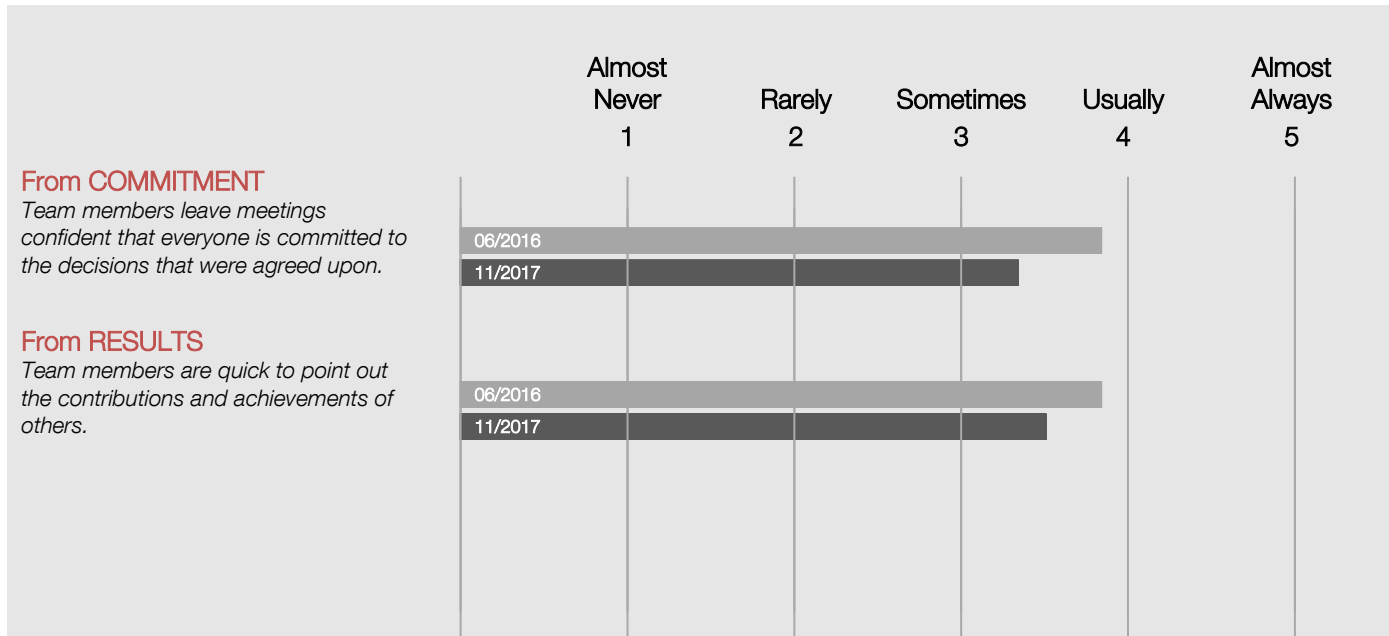 Almost
Never
Rarely
Sometimes
Usually
Almost
Always
1
2
3
4
5
From COMMITMENT
Team members leave meetings
confident that everyone is committed to
the decisions that were agreed upon.
06/2016
11/2017
From RESULTS
Team members are quick to point out
the contributions and achievements of
others.
06/2016
11/2017